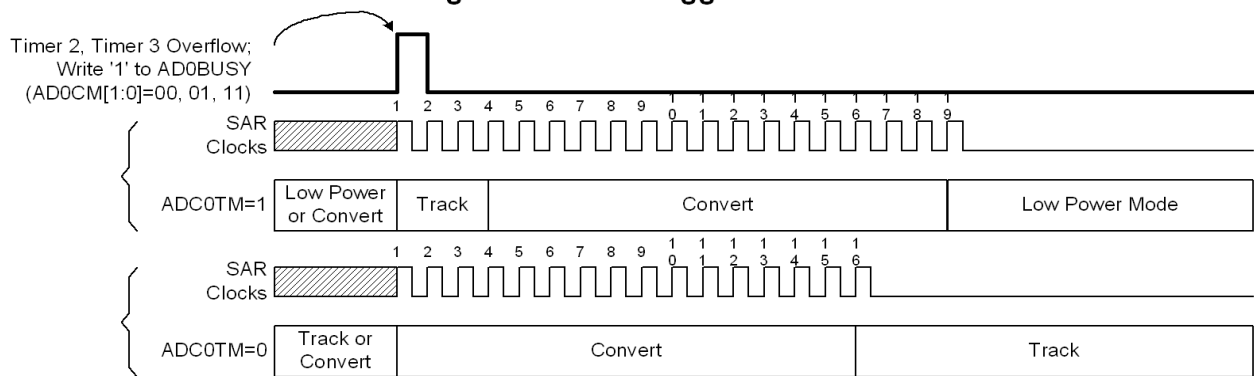 Timer 2, Timer 3 Overflow;
Write '1' to AD0BUSY
(AD0CM[1:0]=00, 01, 11)
1 2 3 4 5 6 7 8 9 10 11 12 13 14 15 16 17 18 19
SAR
Clocks
ADC0TM=1
Low Power
or Convert
Track
Convert
Low Power Mode
1 2 3 4 5 6 7 8 9 10 11 12 13 14 15 16
SAR
Clocks
ADC0TM=0
Track or
Convert
Convert
Track